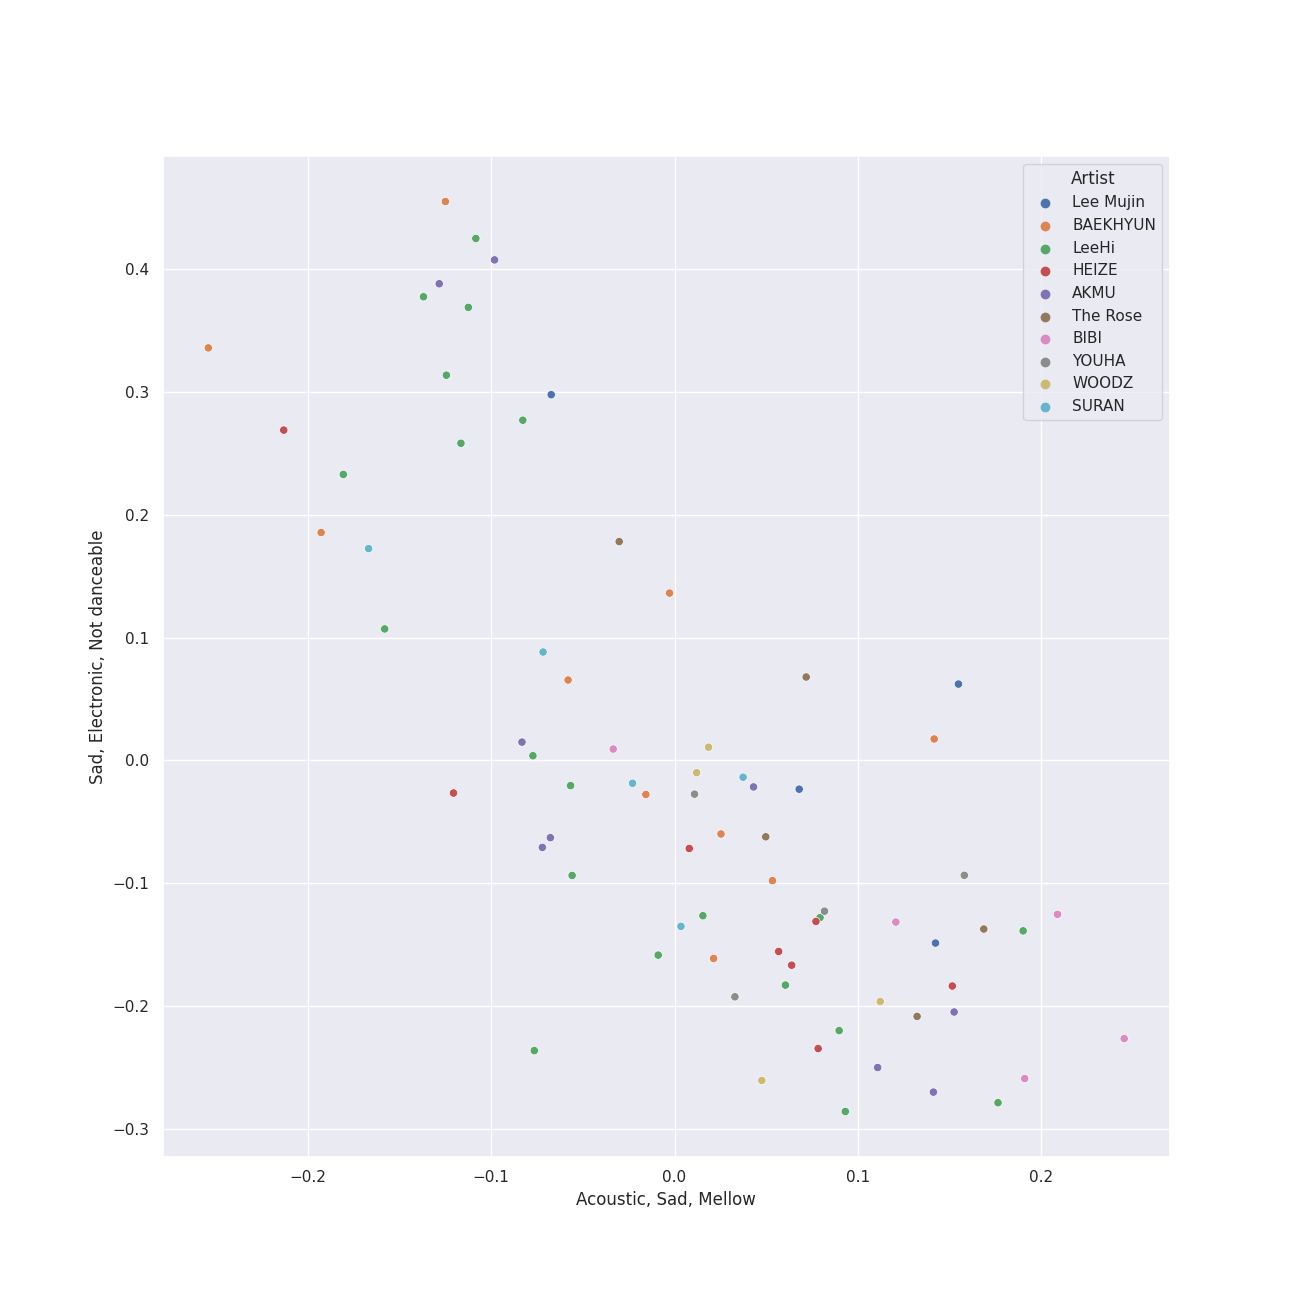 Artist
Lee Mujin
BAEKHYUN
LeeHi
HEIZE
AKMU
The Rose
BIBI
YOUHA
WOODZ
SURAN
0.4
0.3
0.2
0.1
0.0
−0.1
−0.2
−0.3
Sad, Electronic, Not danceable
−0.2 −0.1 0.0 0.1 0.2
Acoustic, Sad, Mellow